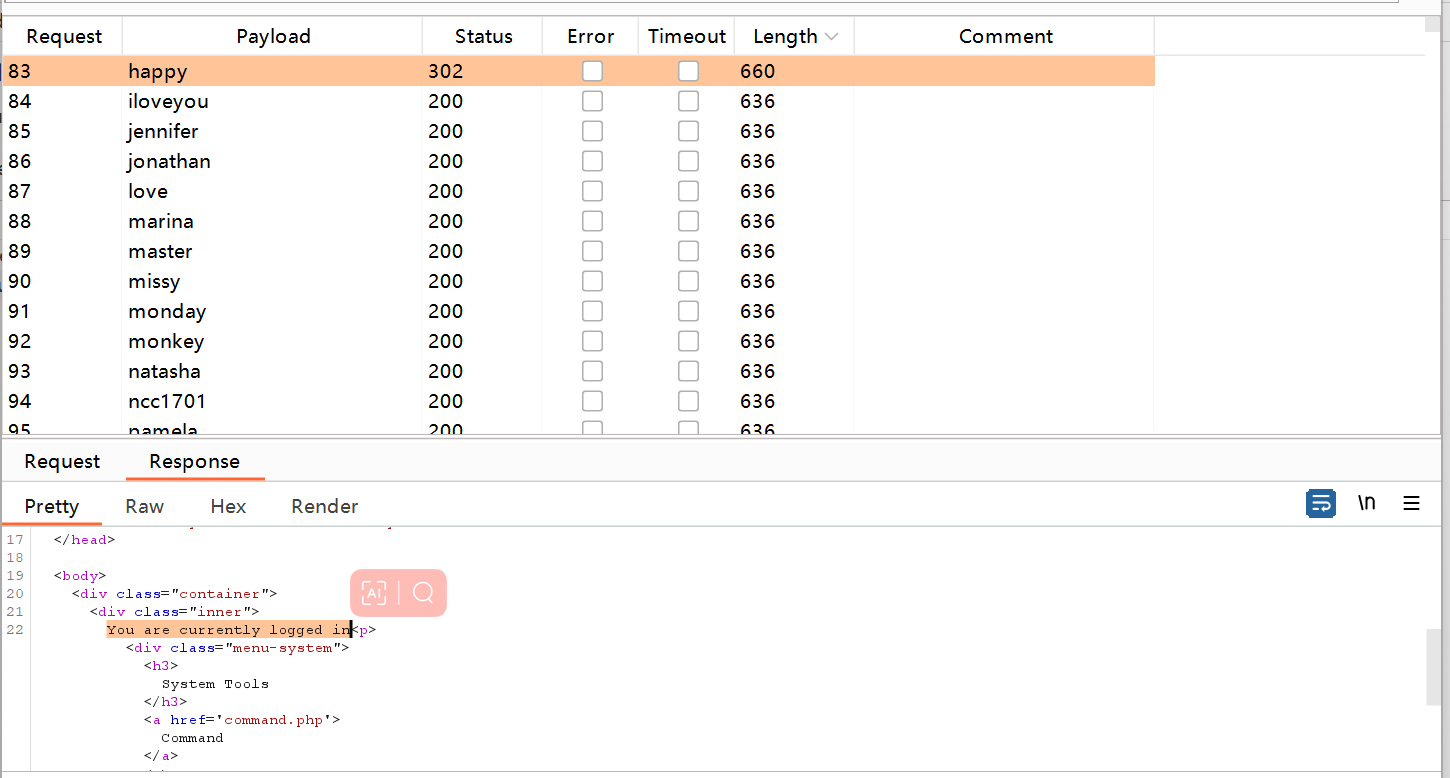 Request Payload Status Error Timeout Length Comment
83 happy 302 660
84 iloveyou 200 636
85 jennifer 200 636
86 jonathan 200 636
87 love 200 636
88 marina 200 636
89 master 200 636
90 missy 200 636
91 monday 200 636
92 monkey 200 636
93 natasha 200 636
94 ncc1701 200 636
95 pamela 200 636
Request Response
Pretty Raw Hex Render \n
17 </head>
18
19 <body>
20 <div class="container">
21 <div class="inner">
AI
22 You are currently logged in<p>
<div class="menu-system">
<h3>
System Tools
</h3>
<a href='command.php'>
Command
</a>